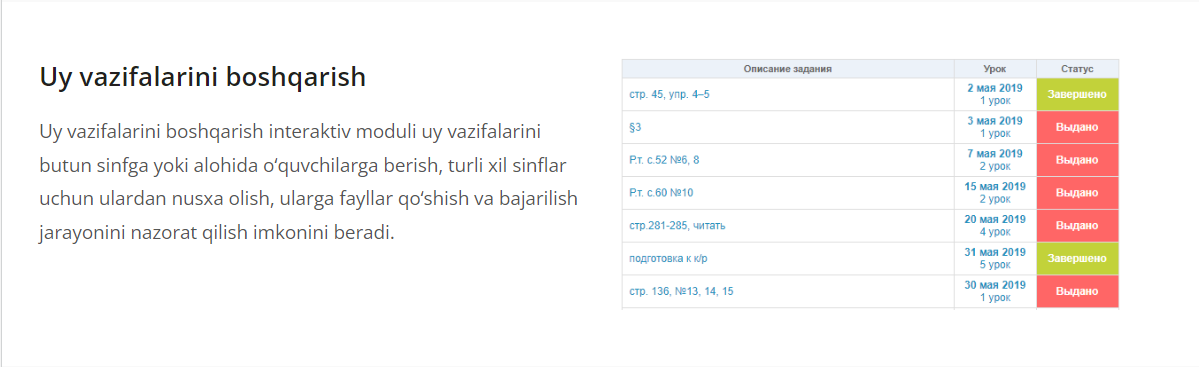 Uy vazifalarini boshqarish
Uy vazifalarini boshqarish interaktiv moduli uy vazifalarini
butun sinfga yoki alohida o‘quvchilarga berish, turli xil sinflar
uchun ulardan nusxa olish, ularga fayllar qo‘shish va bajarilish
jarayonini nazorat qilish imkonini beradi.
Описание задания Урок Статус
стр. 45, упр. 4–5 2 мая 2019 Завершено
1 урок
§3 3 мая 2019 Выдано
1 урок
Р.т. с.52 №6, 8 7 мая 2019 Выдано
2 урок
Р.т. с.60 №10 15 мая 2019 Выдано
2 урок
стр.281-285, читать 20 мая 2019 Выдано
4 урок
подготовка к к/р 31 мая 2019 Завершено
5 урок
стр. 136, №13, 14, 15 30 мая 2019 Выдано
1 урок